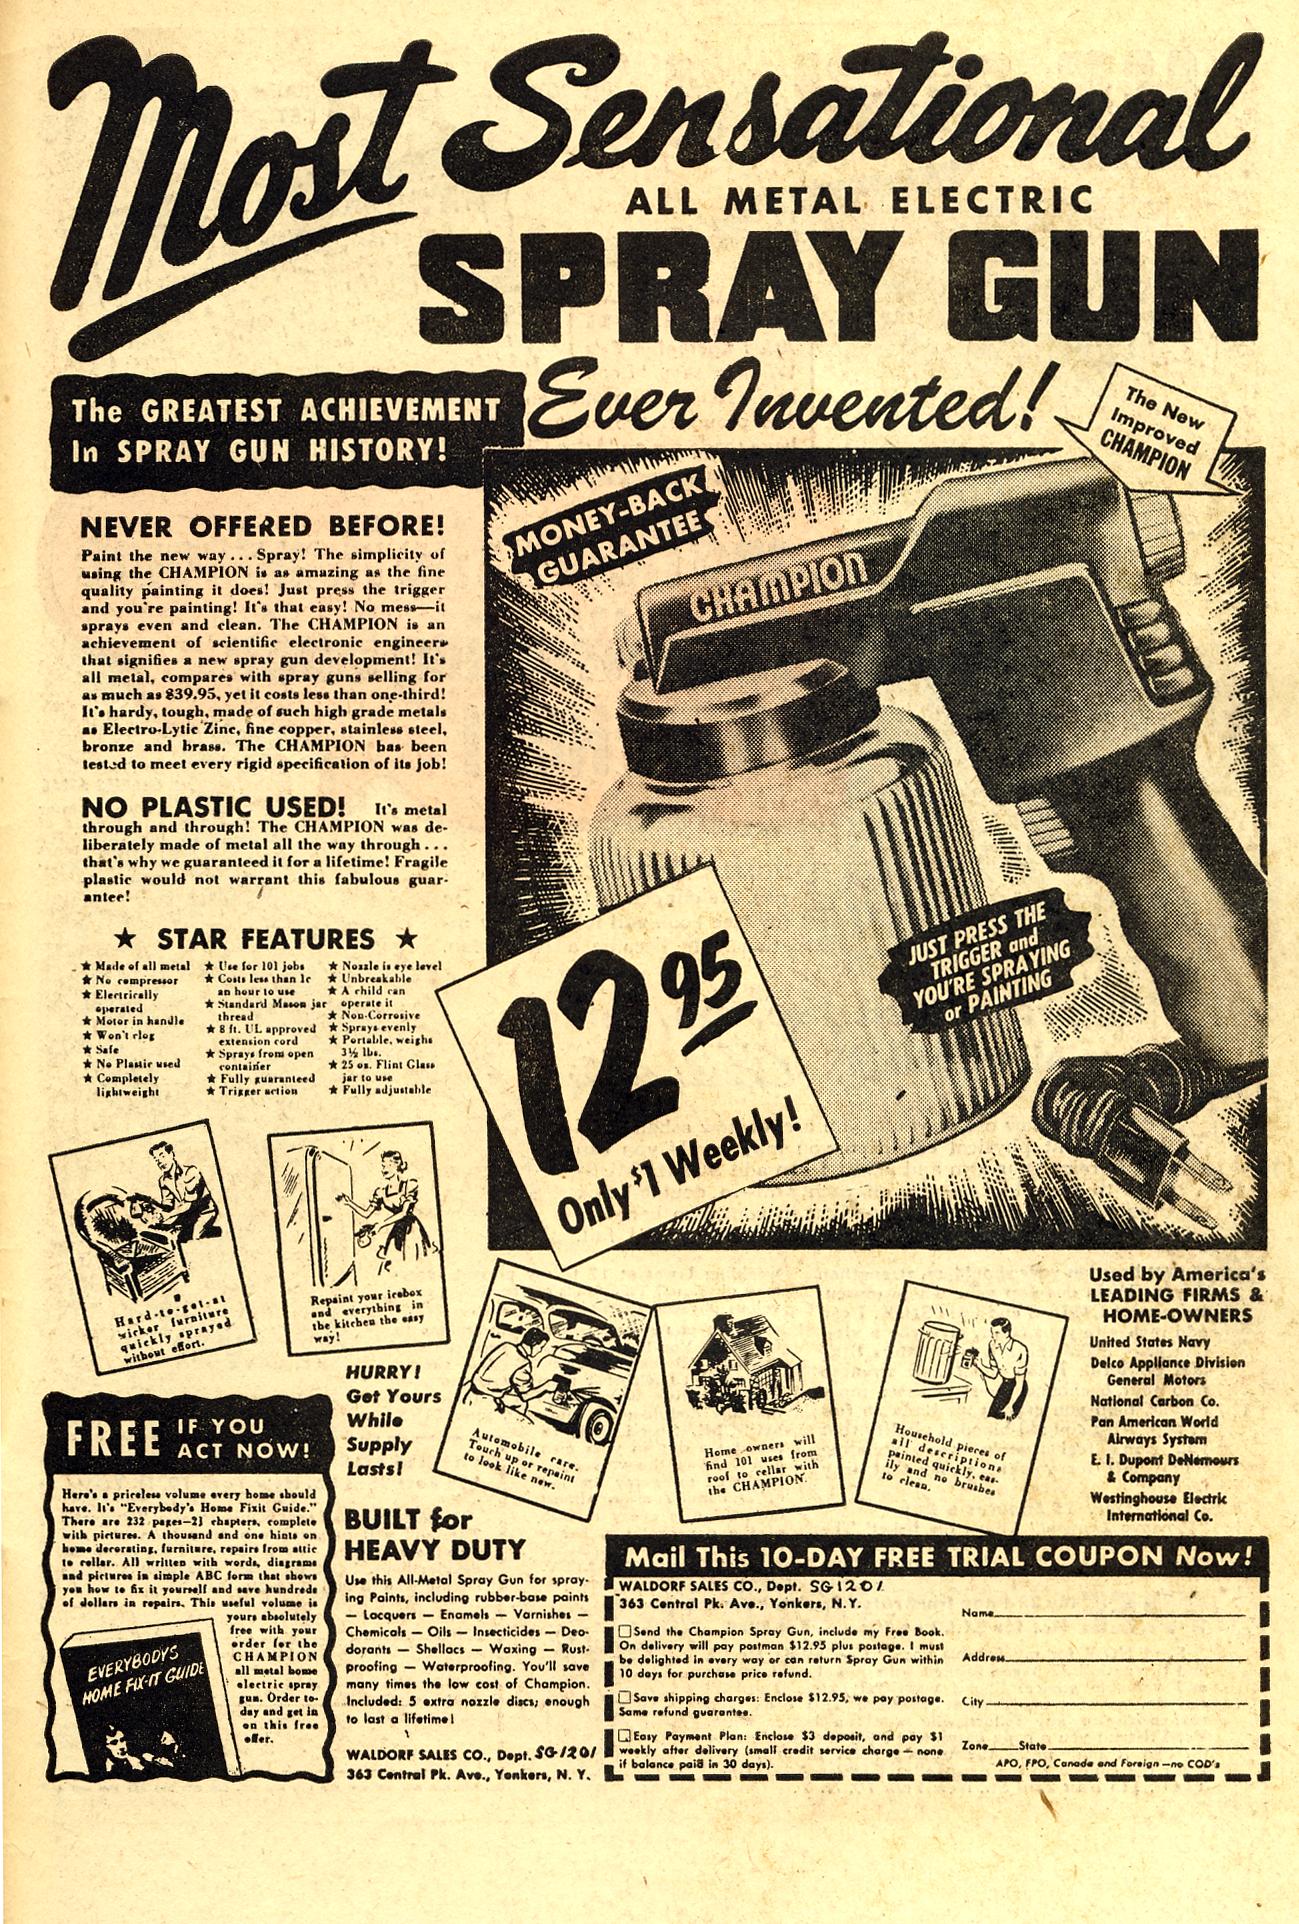 Most Sensational
ALL METAL ELECTRIC
SPRAY GUN
Ever Invented!
The GREATEST ACHIEVEMENT
In SPRAY GUN HISTORY!
The New
Improved
CHAMPION
MONEY-BACK
GUARANTEE
CHAMPION
NEVER OFFERED BEFORE!
Paint the new way . . . Spray! The simplicity of
using the CHAMPION is as amazing as the fine
quality painting it does! Just press the trigger
and you're painting! It's that easy! No mess—it
sprays even and clean. The CHAMPION is an
achievement of scientific electronic engineers
that signifies a new spray gun development! It's
all metal, compares with spray guns selling for
as much as $39.95, yet it costs less than one-third!
It's hardy, tough, made of such high grade metals
as Electro-Lytic Zinc, fine copper, stainless steel,
bronze and brass. The CHAMPION has been
tested to meet every rigid specification of its job!
NO PLASTIC USED! It's metal
through and through! The CHAMPION was de-
liberately made of metal all the way through . . .
that's why we guaranteed it for a lifetime! Fragile
plastic would not warrant this fabulous guar-
antee!
★ STAR FEATURES ★
★ Made of all metal
★ No compressor
★ Electrically
operated
★ Motor in handle
★ Won't clog
★ Safe
★ No Plastic used
★ Completely
lightweight
★ Use for 101 jobs
★ Costs less than 1c
an hour to use
★ Standard Mason jar
thread
★ 8 ft. UL approved
extension cord
★ Sprays from open
container
★ Fully guaranteed
★ Trigger action
★ Nozzle is eye level
★ Unbreakable
★ A child can
operate it
★ Non-Corrosive
★ Sprays evenly
★ Portable, weighs
3½ lbs.
★ 25 oz. Flint Glass
jar to use
★ Fully adjustable
12 95
Only $1 Weekly!
JUST PRESS THE
TRIGGER and
YOU'RE SPRAYING
or PAINTING
Hard-to-get-at
wicker furniture
quickly sprayed
without effort.
Repaint your icebox
and everything in
the kitchen the easy
way!
Automobile care.
Touch up or repaint
to look like new.
Home owners will
find 101 uses from
roof to cellar with
the CHAMPION.
Household pieces of
all descriptions
painted quickly, eas-
ily and no brushes
to clean.
Used by America's
LEADING FIRMS &
HOME-OWNERS
United States Navy
Delco Appliance Division
General Motors
National Carbon Co.
Pan American World
Airways System
E. I. Dupont DeNemours
& Company
Westinghouse Electric
International Co.
FREE IF YOU
ACT NOW!
Here's a priceless volume every home should
have. It's "Everybody's Home Fixit Guide."
There are 232 pages—21 chapters, complete
with pictures. A thousand and one hints on
home decorating, furniture, repairs from attic
to cellar. All written with words, diagrams
and pictures in simple ABC form that shows
you how to fix it yourself and save hundreds
of dollars in repairs. This useful volume is
yours absolutely
free with your
order for the
CHAMPION
all metal home
electric spray
gun. Order to-
day and get in
on this free
offer.
EVERYBODYS
HOME FIX-IT GUIDE
HURRY!
Get Yours
While
Supply
Lasts!
BUILT for
HEAVY DUTY
Use this All-Metal Spray Gun for spray-
ing Paints, including rubber-base paints
— Lacquers — Enamels — Varnishes —
Chemicals — Oils — Insecticides — Deo-
dorants — Shellacs — Waxing — Rust-
proofing — Waterproofing. You'll save
many times the low cost of Champion.
Included: 5 extra nozzle discs; enough
to last a lifetime!
WALDORF SALES CO., Dept. SG-1201
363 Central Pk. Ave., Yonkers, N. Y.
Mail This 10-DAY FREE TRIAL COUPON Now!
WALDORF SALES CO., Dept. SG1201
363 Central Pk. Ave., Yonkers, N. Y.
Send the Champion Spray Gun, include my Free Book.
On delivery will pay postman $12.95 plus postage. I must
be delighted in every way or can return Spray Gun within
10 days for purchase price refund.
Save shipping charges: Enclose $12.95, we pay postage.
Same refund guarantee.
Easy Payment Plan: Enclose $3 deposit, and pay $1
weekly after delivery (small credit service charge — none
if balance paid in 30 days).
Name
Address
City
Zone State
APO, FPO, Canada and Foreign—no COD's